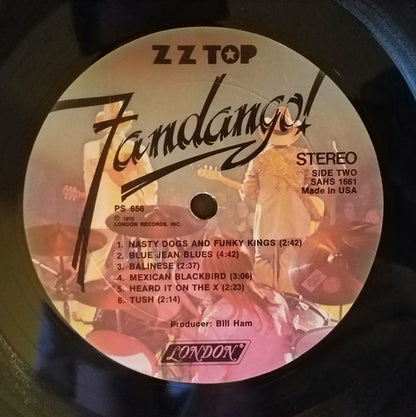 ZZ TOP
Fandango!
STEREO
SIDE TWO
SAHS 1661
Made in USA
PS 656
℗ 1975
LONDON RECORDS, INC.
1. NASTY DOGS AND FUNKY KINGS (2:42)
2. BLUE JEAN BLUES (4:42)
3. BALINESE (2:37)
4. MEXICAN BLACKBIRD (3:06)
5. HEARD IT ON THE X (2:23)
6. TUSH (2:14)
Producer: Bill Ham
LONDON®